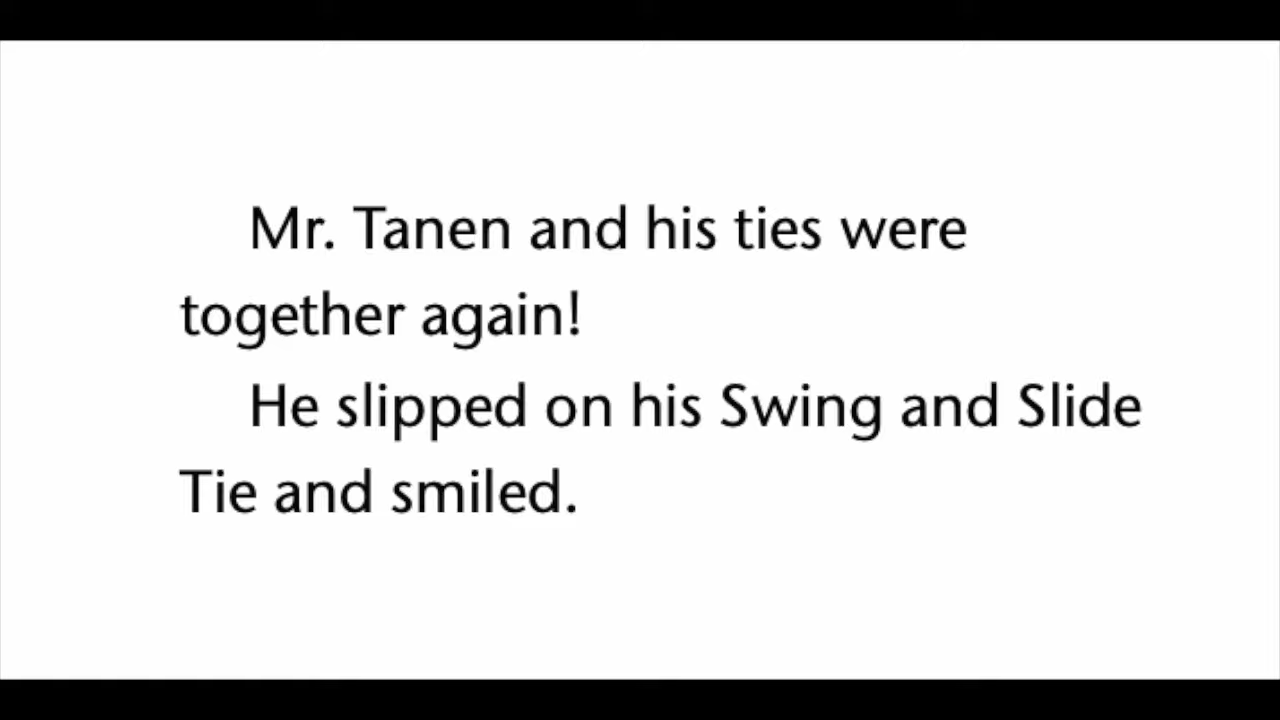 Mr. Tanen and his ties were
together again!
He slipped on his Swing and Slide
Tie and smiled.